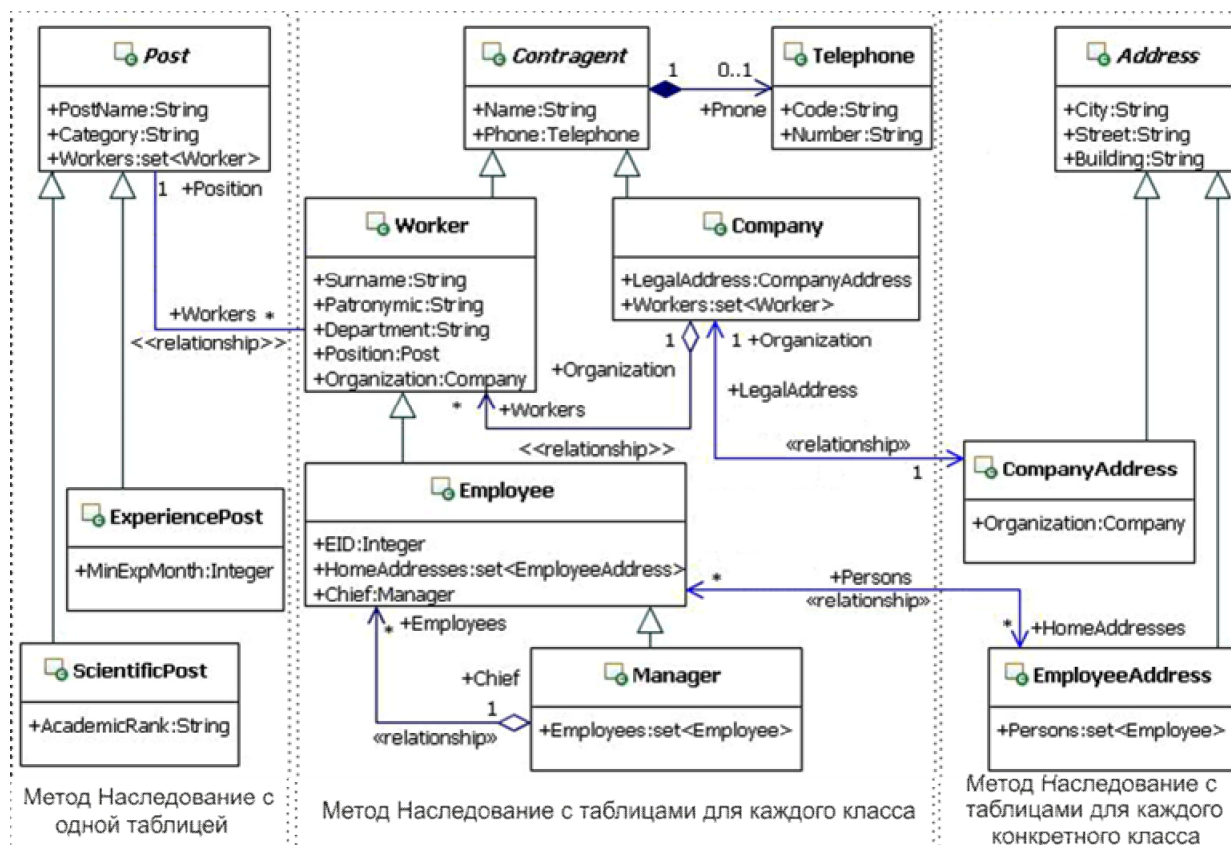 Post
+PostName:String
+Category:String
+Workers:set<Worker>
1 +Position
+Workers *
<<relationship>>
ExperiencePost
+MinExpMonth:Integer
ScientificPost
+AcademicRank:String
Метод Наследование с
одной таблицей
Contragent
+Name:String
+Phone:Telephone
1
0..1
+Pnone
Telephone
+Code:String
+Number:String
Worker
+Surname:String
+Patronymic:String
+Department:String
+Position:Post
+Organization:Company
Company
+LegalAddress:CompanyAddress
+Workers:set<Worker>
1
+Organization
1 +Organization
+LegalAddress
* +Workers
<<relationship>>
«relationship»
1
Employee
+EID:Integer
+HomeAddresses:set<EmployeeAddress>
+Chief:Manager
* +Employees
+Chief
1
«relationship»
Manager
+Employees:set<Employee>
* +Persons
«relationship»
* +HomeAddresses
Метод Наследование с таблицами для каждого класса
Address
+City:String
+Street:String
+Building:String
CompanyAddress
+Organization:Company
EmployeeAddress
+Persons:set<Employee>
Метод Наследование с
таблицами для каждого
конкретного класса